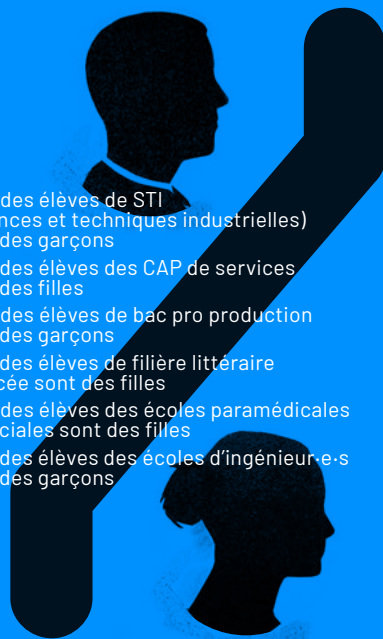 des élèves de STI
nces et techniques industrielles)
des garçons
des élèves des CAP de services
des filles
des élèves de bac pro production
des garçons
des élèves de filière littéraire
cée sont des filles
des élèves des écoles paramédicales
ciales sont des filles
des élèves des écoles d'ingénieur·e·s
des garçons